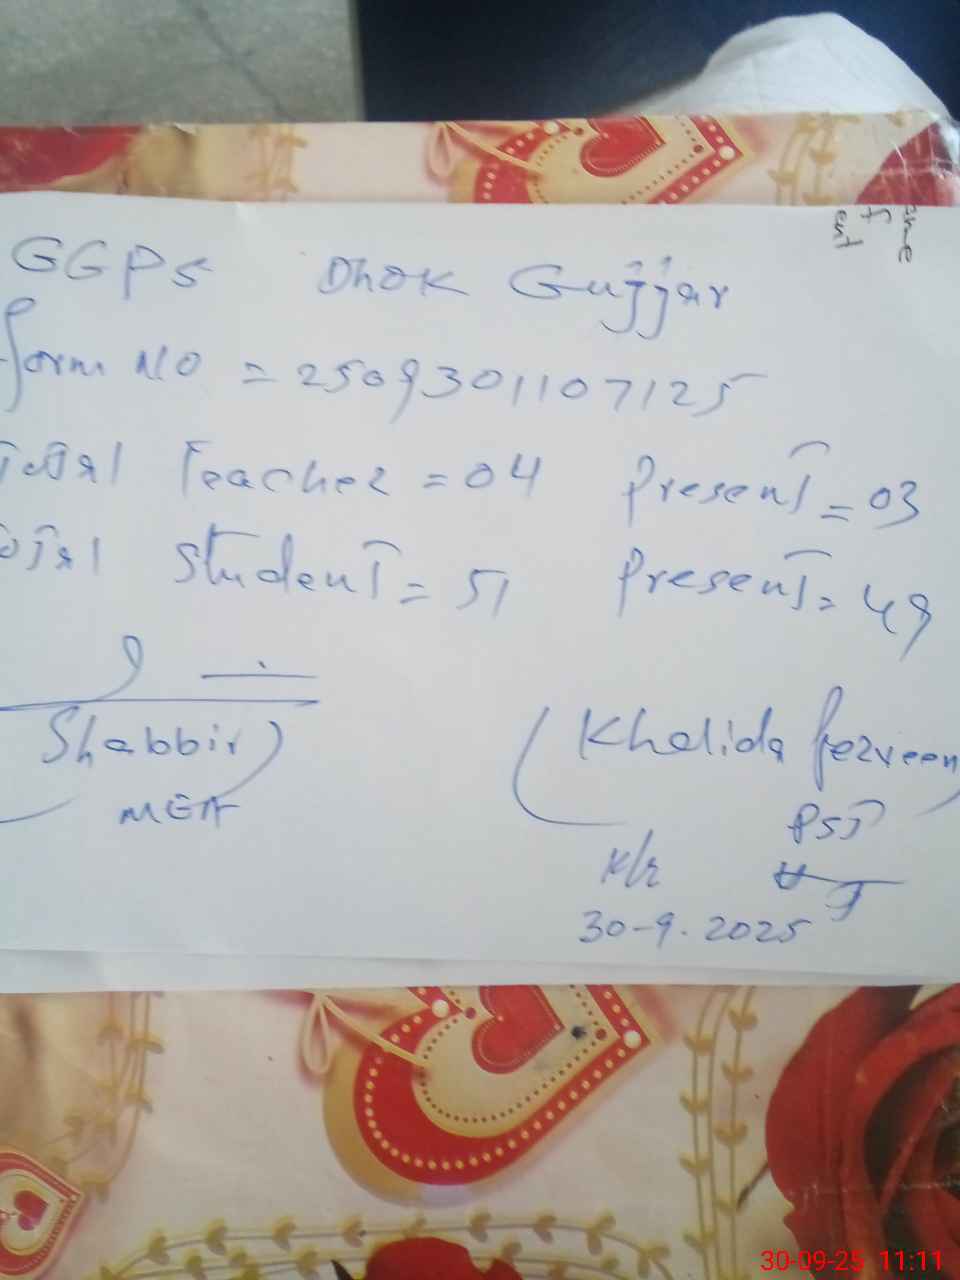 GGPS Dhok Gujjar
form NO = 2509301107125
Total Teacher = 04 Present = 03
Total Student = 51 Present = 49
(Shabbir)
MEA
(Khalida Perveen)
PST
30-9-2025
30-09-25 11:11